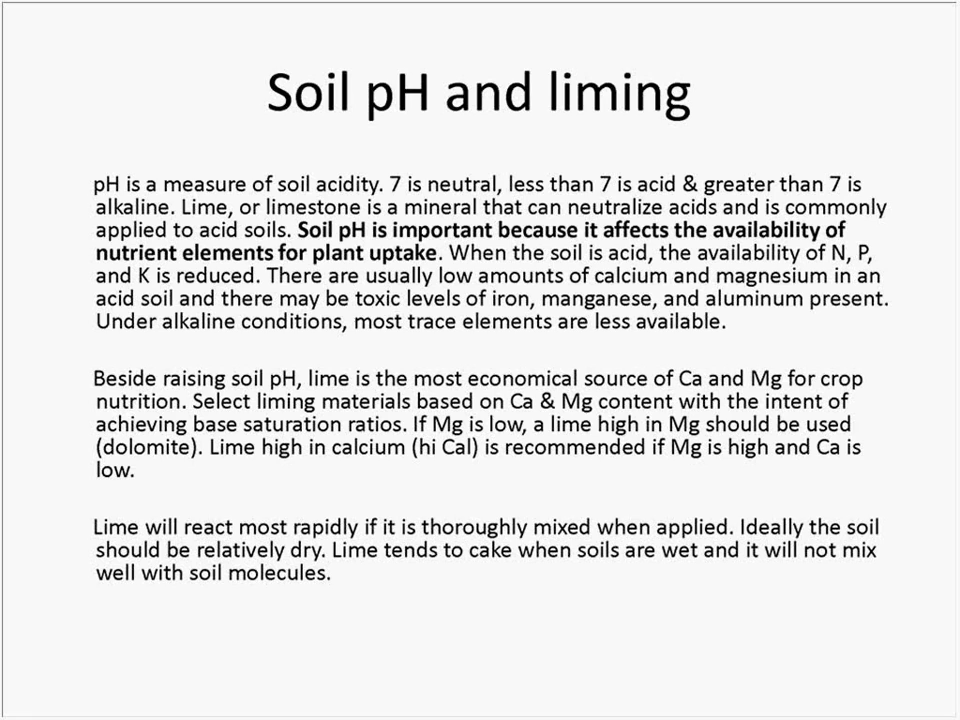 Soil pH and liming
pH is a measure of soil acidity. 7 is neutral, less than 7 is acid & greater than 7 is
alkaline. Lime, or limestone is a mineral that can neutralize acids and is commonly
applied to acid soils. Soil pH is important because it affects the availability of
nutrient elements for plant uptake. When the soil is acid, the availability of N, P,
and K is reduced. There are usually low amounts of calcium and magnesium in an
acid soil and there may be toxic levels of iron, manganese, and aluminum present.
Under alkaline conditions, most trace elements are less available.
Beside raising soil pH, lime is the most economical source of Ca and Mg for crop
nutrition. Select liming materials based on Ca & Mg content with the intent of
achieving base saturation ratios. If Mg is low, a lime high in Mg should be used
(dolomite). Lime high in calcium (hi Cal) is recommended if Mg is high and Ca is
low.
Lime will react most rapidly if it is thoroughly mixed when applied. Ideally the soil
should be relatively dry. Lime tends to cake when soils are wet and it will not mix
well with soil molecules.